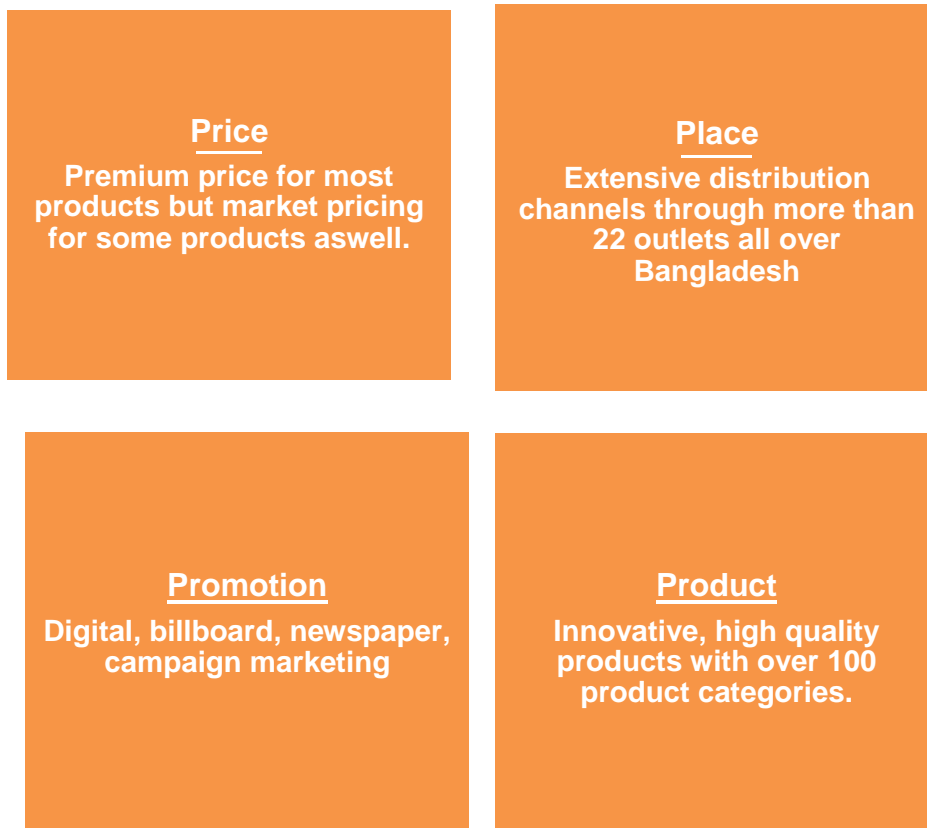 Price
Premium price for most
products but market pricing
for some products aswell.
Place
Extensive distribution
channels through more than
22 outlets all over
Bangladesh
Promotion
Digital, billboard, newspaper,
campaign marketing
Product
Innovative, high quality
products with over 100
product categories.